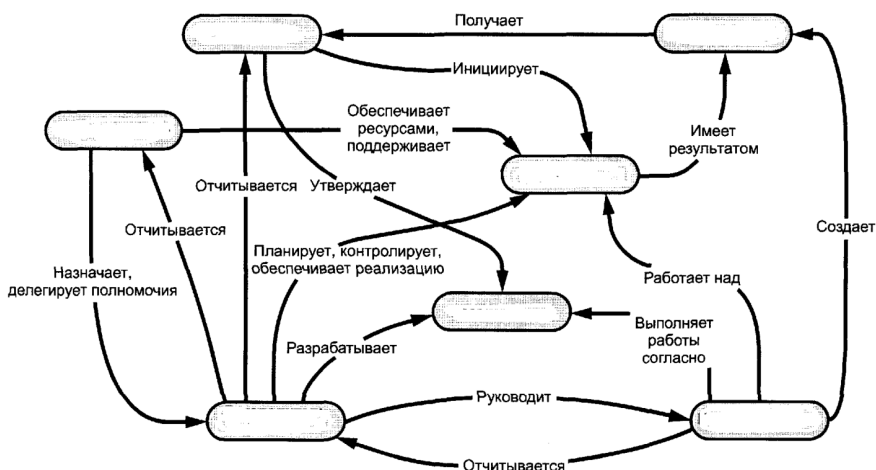 Получает
Инициирует
Обеспечивает
ресурсами,
поддерживает
Имеет
результатом
Отчитывается
Утверждает
Отчитывается
Создает
Планирует, контролирует,
обеспечивает реализацию
Назначает,
делегирует полномочия
Работает над
Разрабатывает
Выполняет
работы
согласно
Руководит
Отчитывается